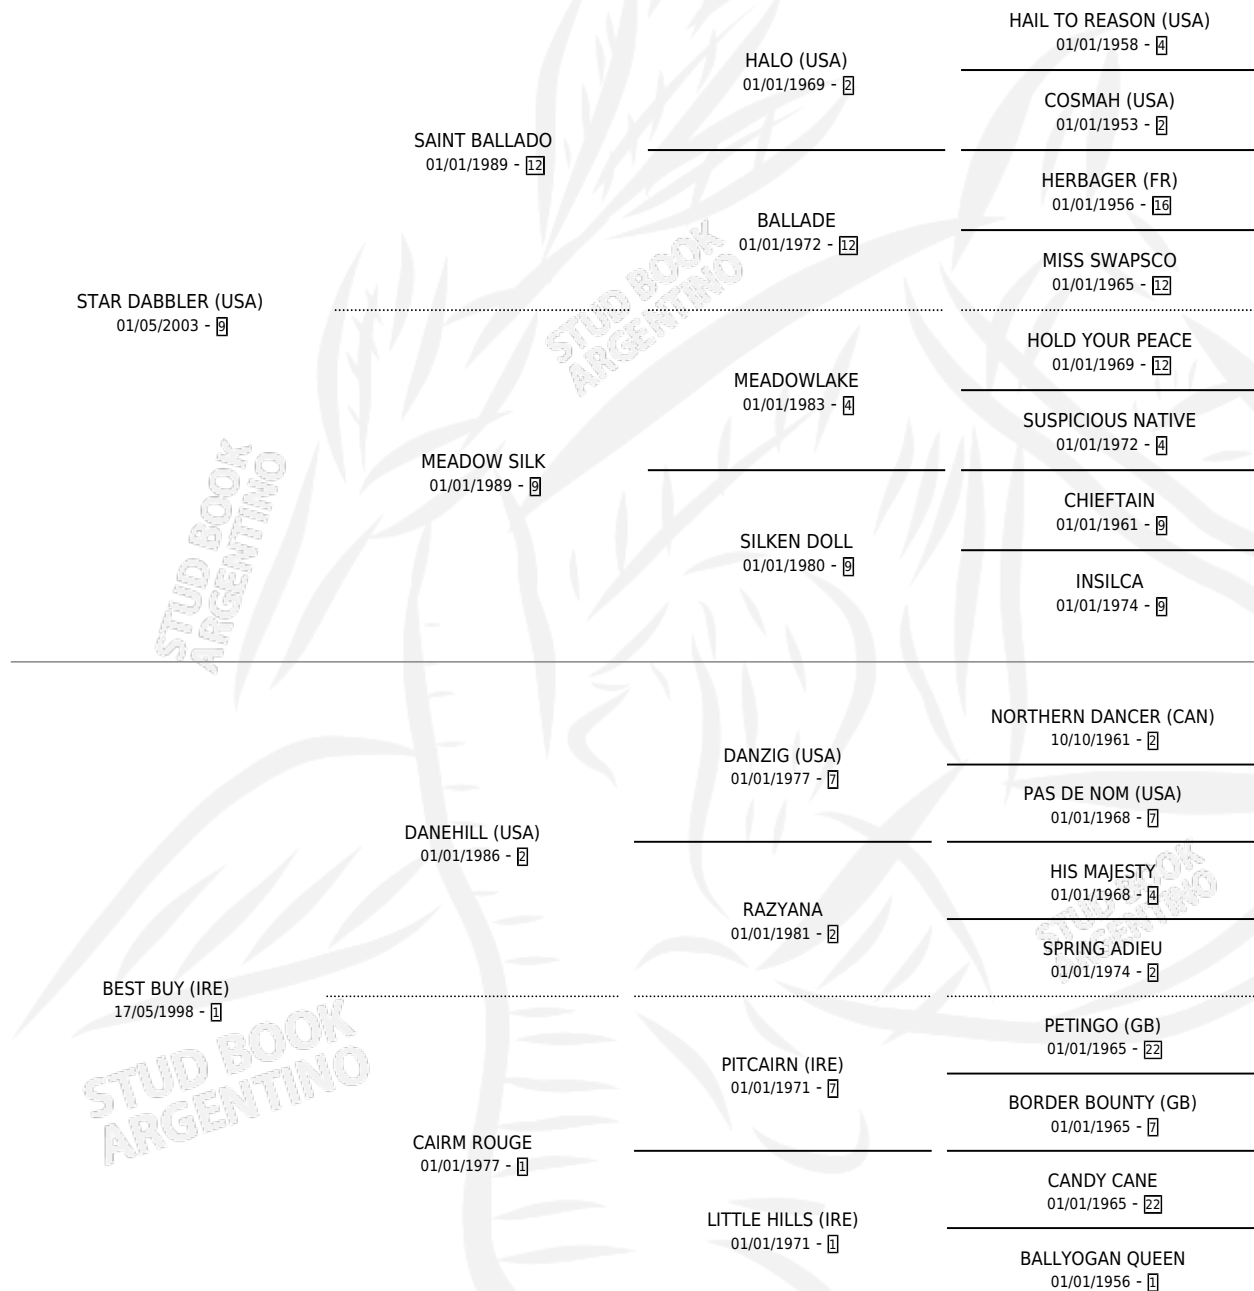 HAIL TO REASON (USA)
01/01/1958 - 4
HALO (USA)
01/01/1969 - 2
COSMAH (USA)
01/01/1953 - 2
SAINT BALLADO
01/01/1989 - 12
HERBAGER (FR)
01/01/1956 - 16
BALLADE
01/01/1972 - 12
MISS SWAPSCO
01/01/1965 - 12
STAR DABBLER (USA)
01/05/2003 - 9
STUD BOOK
ARGENTINO
HOLD YOUR PEACE
01/01/1969 - 12
MEADOWLAKE
01/01/1983 - 4
SUSPICIOUS NATIVE
01/01/1972 - 4
MEADOW SILK
01/01/1989 - 9
CHIEFTAIN
01/01/1961 - 9
SILKEN DOLL
01/01/1980 - 9
INSILCA
01/01/1974 - 9
STUD BOOK
ARGENTINO
NORTHERN DANCER (CAN)
10/10/1961 - 2
DANZIG (USA)
01/01/1977 - 7
PAS DE NOM (USA)
01/01/1968 - 7
DANEHILL (USA)
01/01/1986 - 2
HIS MAJESTY
01/01/1968 - 4
RAZYANA
01/01/1981 - 2
SPRING ADIEU
01/01/1974 - 2
STUD BOOK
ARGENTINO
BEST BUY (IRE)
17/05/1998 - 1
PETINGO (GB)
01/01/1965 - 22
PITCAIRN (IRE)
01/01/1971 - 7
BORDER BOUNTY (GB)
01/01/1965 - 7
STUD BOOK
ARGENTINO
CAIRM ROUGE
01/01/1977 - 1
CANDY CANE
01/01/1965 - 22
LITTLE HILLS (IRE)
01/01/1971 - 1
BALLYOGAN QUEEN
01/01/1956 - 1